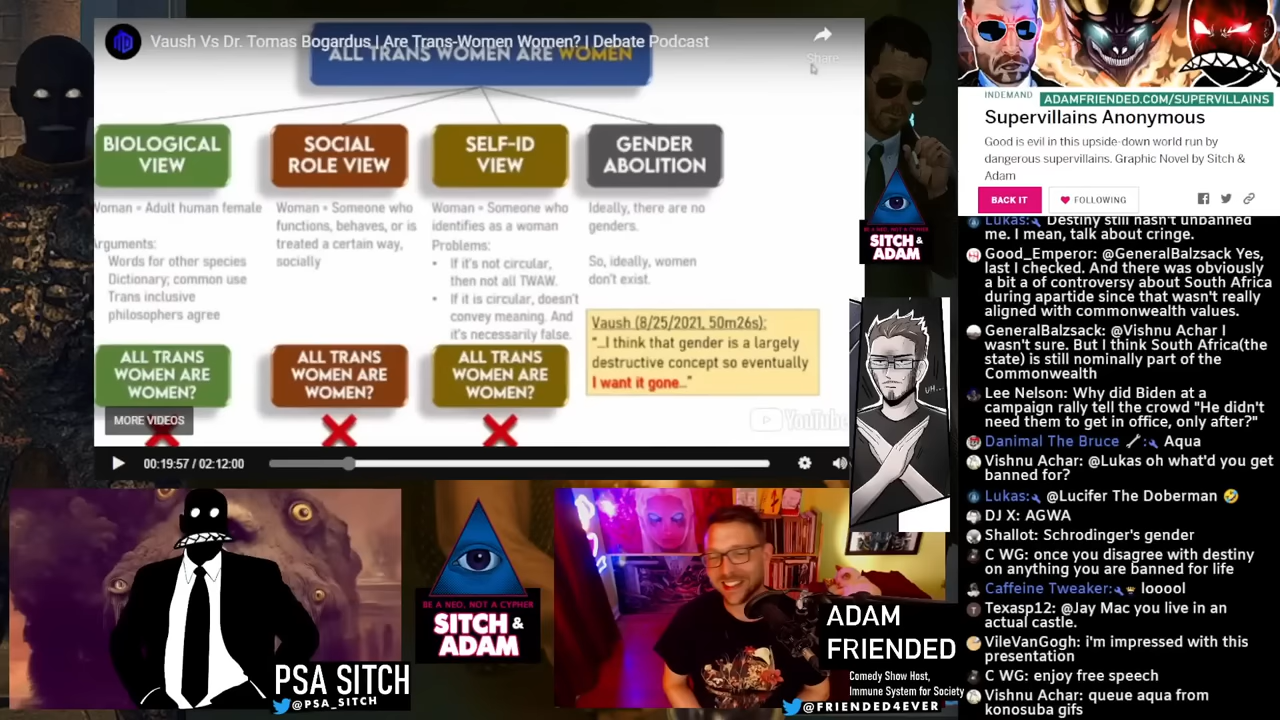 Vaush Vs Dr. Tomas Bogardus | Are Trans-Women Women? | Debate Podcast
Share
ALL TRANS WOMEN ARE WOMEN
BIOLOGICAL
VIEW
Woman = Adult human female
Arguments:
Words for other species
Dictionary; common use
Trans inclusive
philosophers agree
ALL TRANS
WOMEN ARE
WOMEN?
SOCIAL
ROLE VIEW
Woman = Someone who
functions, behaves, or is
treated a certain way,
socially
ALL TRANS
WOMEN ARE
WOMEN?
SELF-ID
VIEW
Woman = Someone who
identifies as a woman
Problems:
• If it's not circular,
then not all TWAW.
• If it is circular, doesn't
convey meaning. And
it's necessarily false.
ALL TRANS
WOMEN ARE
WOMEN?
GENDER
ABOLITION
Ideally, there are no
genders.
So, ideally, women
don't exist.
Vaush (8/25/2021, 50m26s):
"...I think that gender is a largely
destructive concept so eventually
I want it gone..."
MORE VIDEOS
YouTube
00:19:57 / 02:12:00
BE A NEO, NOT A CYPHER
SITCH &
ADAM
UH...
PSA SITCH
@PSA_SITCH
BE A NEO, NOT A CYPHER
SITCH &
ADAM
ADAM
FRIENDED
Comedy Show Host,
Immune System for Society
@FRIENDED4EVER
INDEMAND
ADAMFRIENDED.COM/SUPERVILLAINS
Supervillains Anonymous
Good is evil in this upside-down world run by
dangerous supervillains. Graphic Novel by Sitch &
Adam
BACK IT
FOLLOWING
Lukas: Destiny still hasn't unbanned
me. I mean, talk about cringe.
Good_Emperor: @GeneralBalzsack Yes,
last I checked. And there was obviously
a bit a of controversy about South Africa
during apartide since that wasn't really
aligned with commonwealth values.
GeneralBalzsack: @Vishnu Achar I
wasn't sure. But I think South Africa(the
state) is still nominally part of the
Commonwealth
Lee Nelson: Why did Biden at a
campaign rally tell the crowd "He didn't
need them to get in office, only after?"
Danimal The Bruce : Aqua
Vishnu Achar: @Lukas oh what'd you get
banned for?
Lukas: @Lucifer The Doberman 🤣
DJ X: AGWA
Shallot: Schrodinger's gender
C WG: once you disagree with destiny
on anything you are banned for life
Caffeine Tweaker: looool
Texasp12: @Jay Mac you live in an
actual castle.
VileVanGogh: i'm impressed with this
presentation
C WG: enjoy free speech
Vishnu Achar: queue aqua from
konosuba gifs